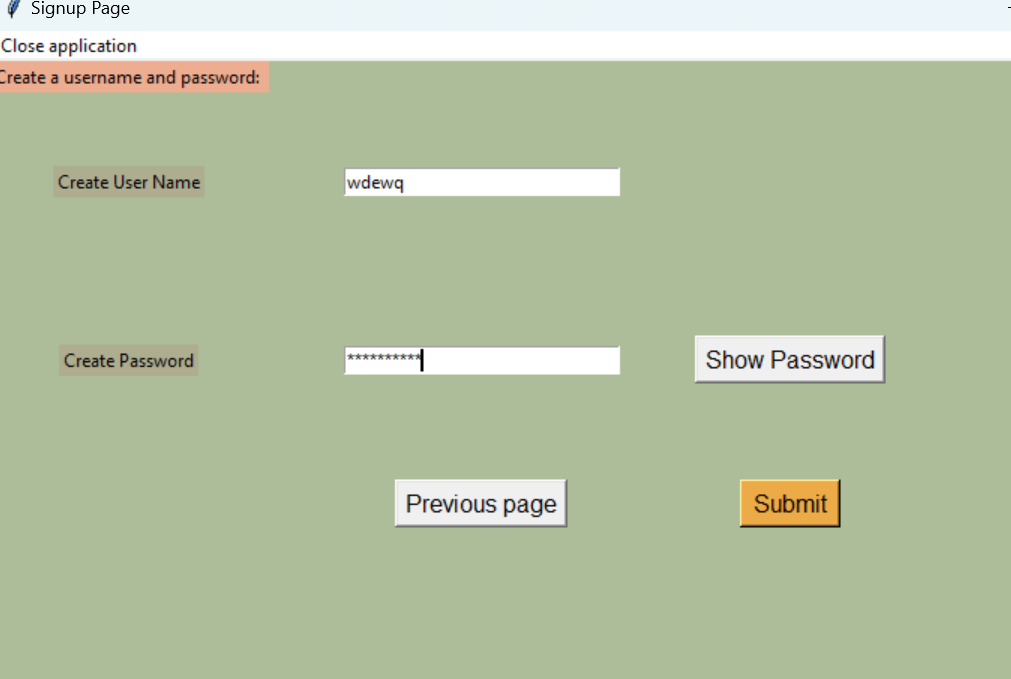 Signup Page
Close application
Create a username and password:
Create User Name
wdewq
Create Password
**********
Show Password
Previous page
Submit